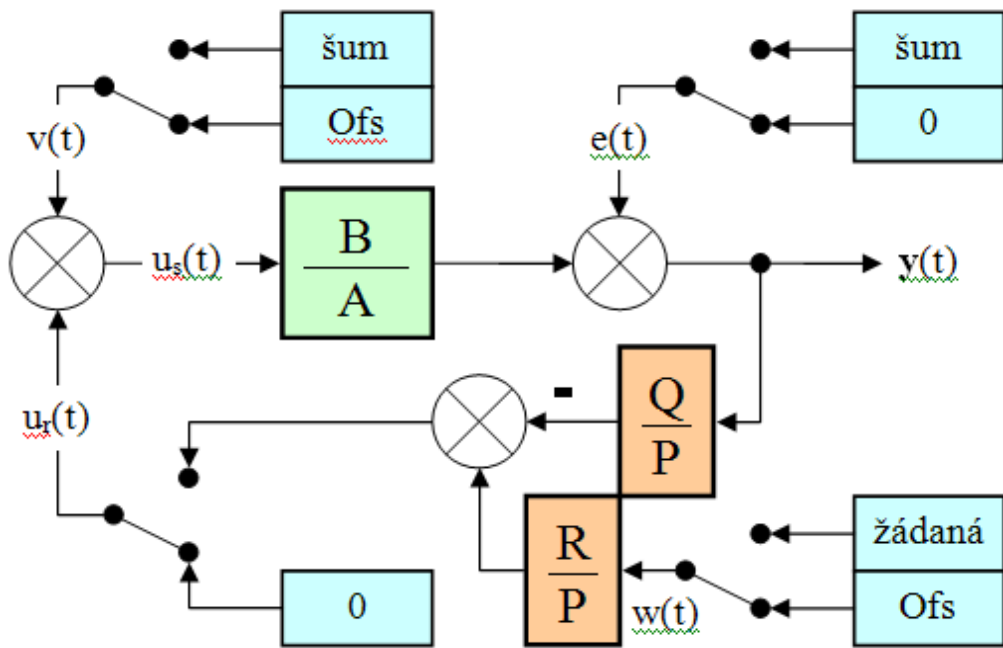 šum
šum
Ofs
0
v(t)
e(t)
B
A
uₛ(t)
y(t)
-
Q
P
uᵣ(t)
R
P
žádaná
0
w(t)
Ofs